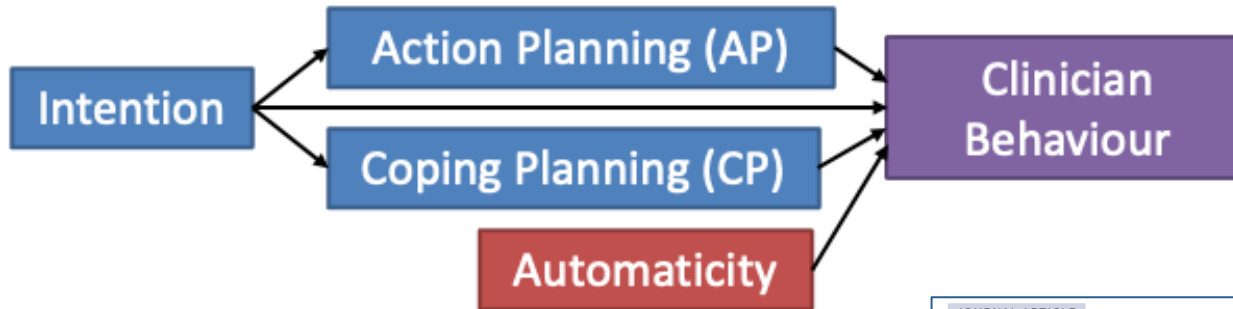 Action Planning (AP)
Intention
Clinician
Behaviour
Coping Planning (CP)
Automaticity